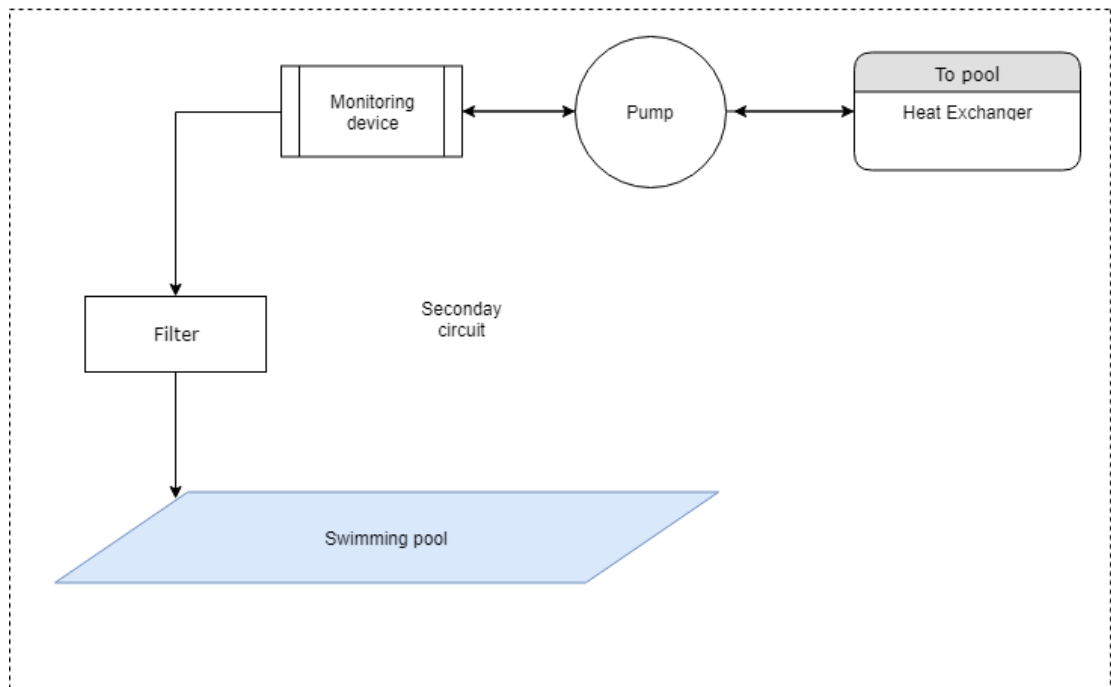 To pool
Monitoring
device
Pump
Heat Exchanger
Seconday
circuit
Filter
Swimming pool